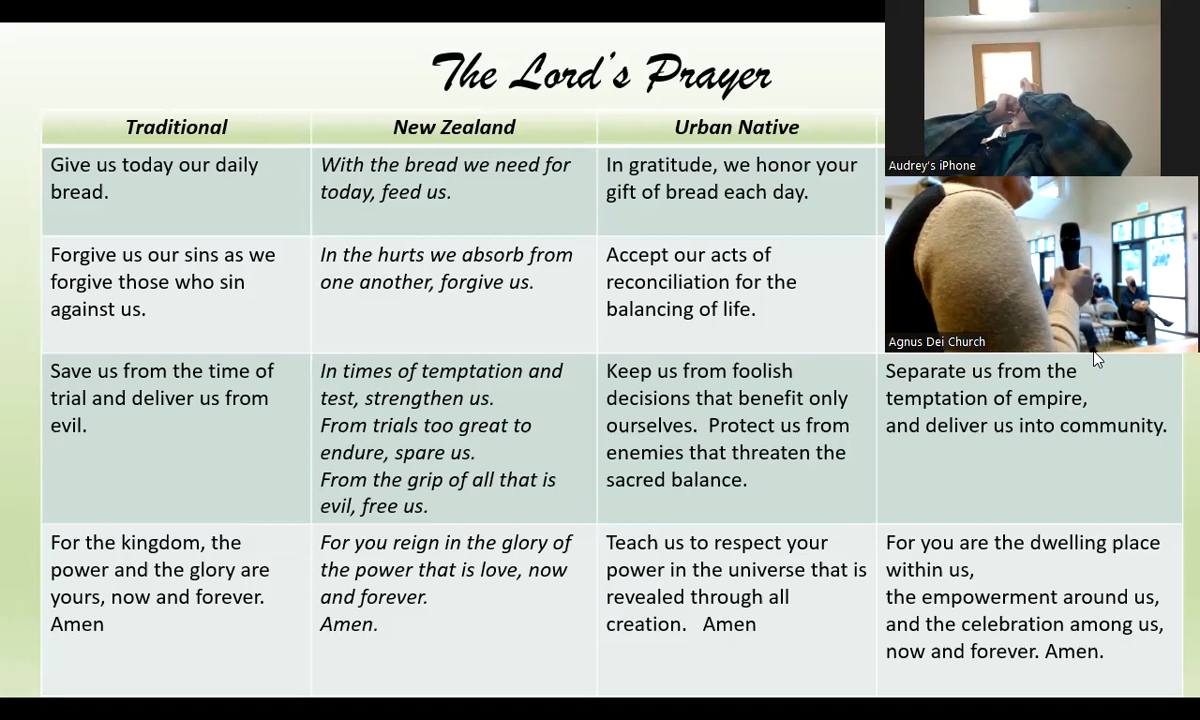 The Lord's Prayer
Traditional
New Zealand
Urban Native
Give us today our daily
bread.
With the bread we need for
today, feed us.
In gratitude, we honor your
gift of bread each day.
Forgive us our sins as we
forgive those who sin
against us.
In the hurts we absorb from
one another, forgive us.
Accept our acts of
reconciliation for the
balancing of life.
Save us from the time of
trial and deliver us from
evil.
In times of temptation and
test, strengthen us.
From trials too great to
endure, spare us.
From the grip of all that is
evil, free us.
Keep us from foolish
decisions that benefit only
ourselves.  Protect us from
enemies that threaten the
sacred balance.
Separate us from the
temptation of empire,
and deliver us into community.
For the kingdom, the
power and the glory are
yours, now and forever.
Amen
For you reign in the glory of
the power that is love, now
and forever.
Amen.
Teach us to respect your
power in the universe that is
revealed through all
creation.   Amen
For you are the dwelling place
within us,
the empowerment around us,
and the celebration among us,
now and forever. Amen.
Audrey's iPhone
Agnus Dei Church